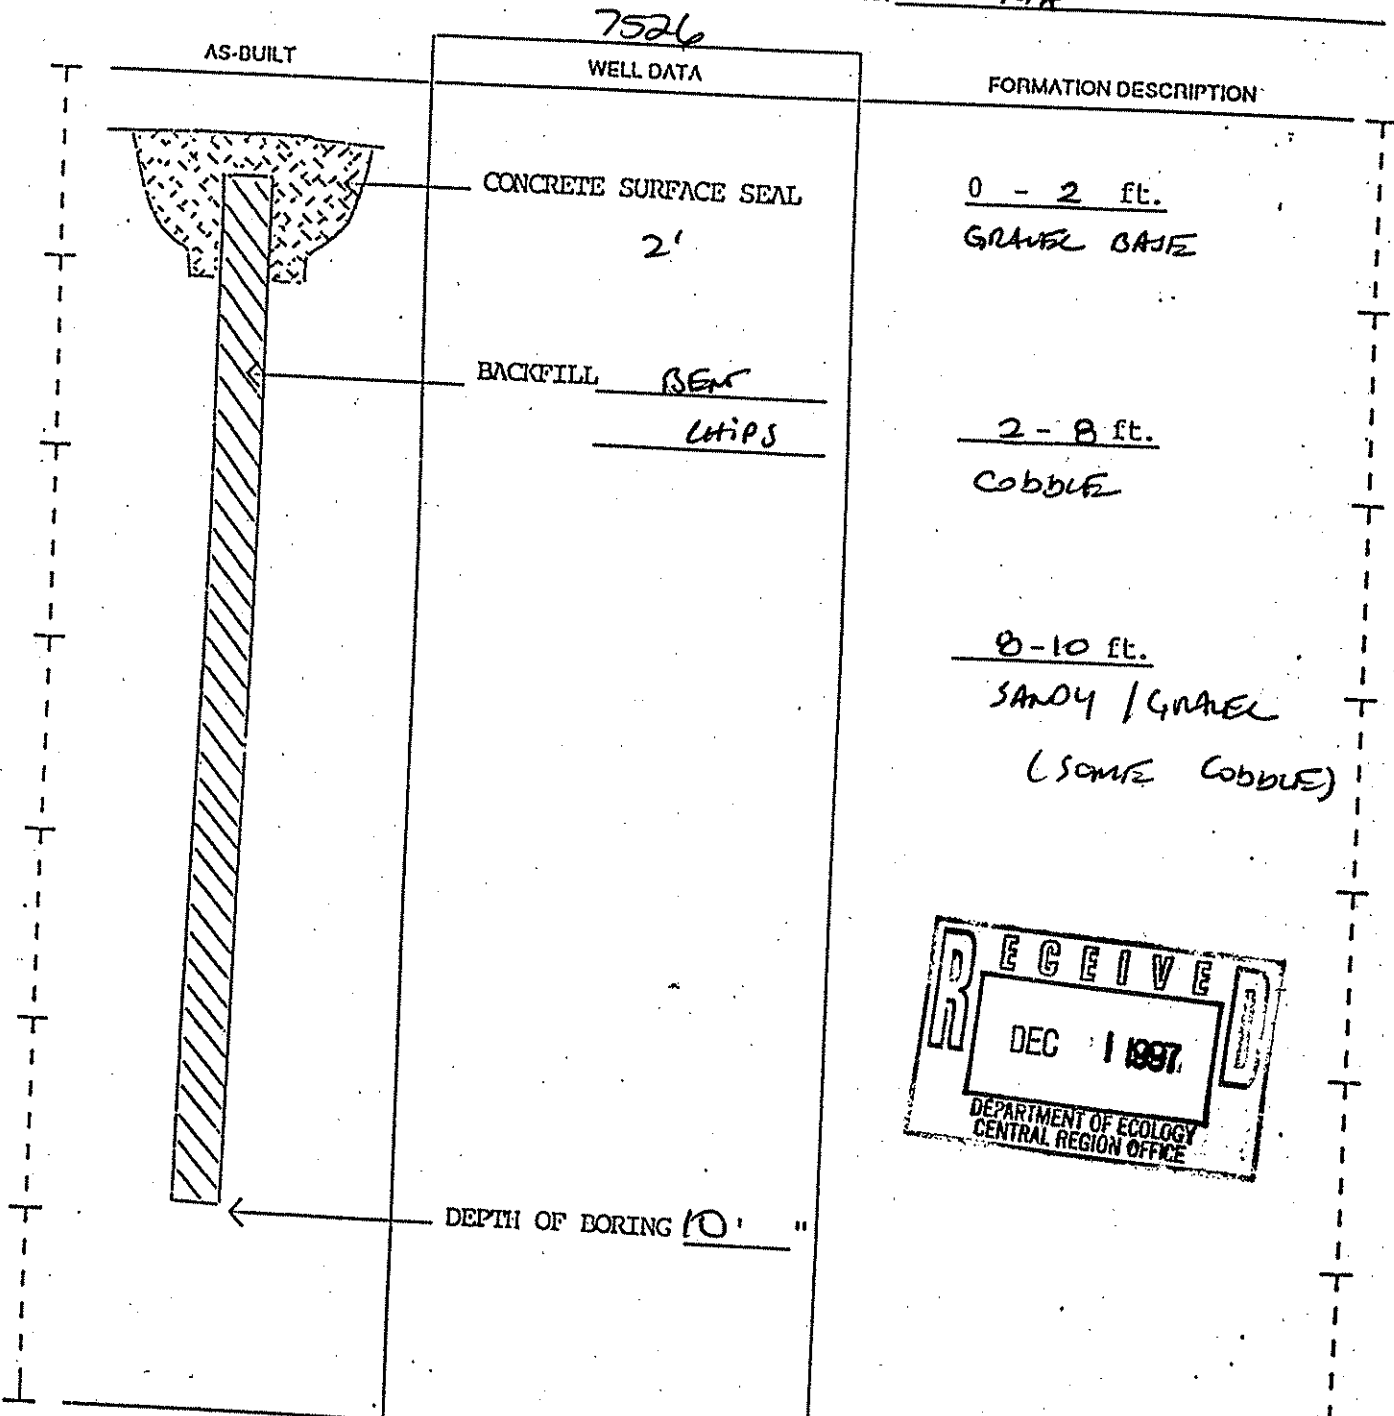 7526
AS-BUILT
WELL DATA
FORMATION DESCRIPTION
CONCRETE SURFACE SEAL
2'
BACKFILL BENT
CHIPS
DEPTH OF BORING 10' "
0 - 2 ft.
GRAVEL BASE
2 - 8 ft.
COBBLE
8-10 ft.
SANDY / GRAVEL
(SOME COBBLE)
RECEIVED
DEC 1 1997
DEPARTMENT OF ECOLOGY
CENTRAL REGION OFFICE